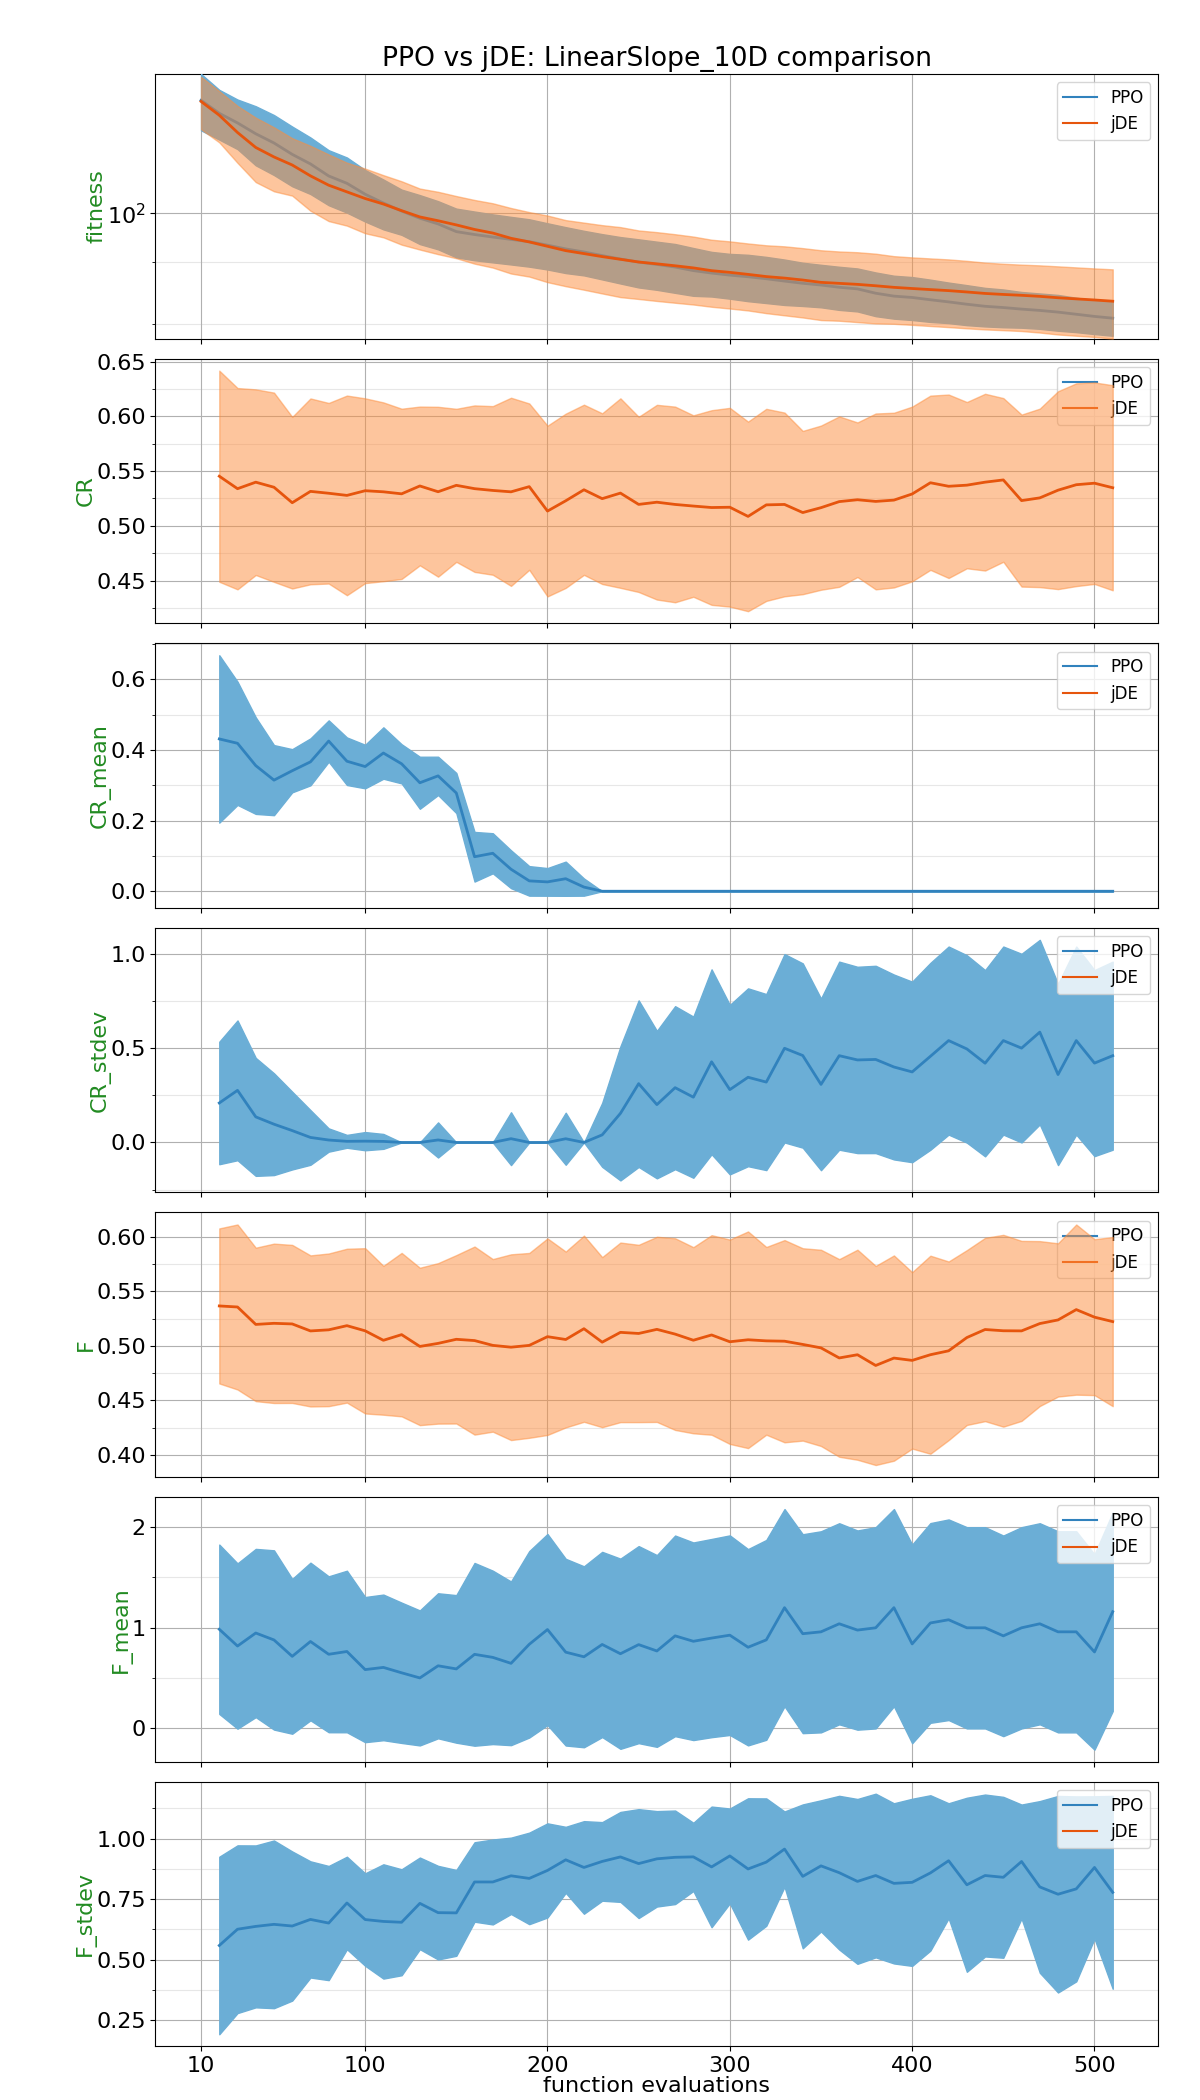 PPO vs jDE: LinearSlope_10D comparison
fitness
10²
PPO
jDE
CR
0.65
0.60
0.55
0.50
0.45
PPO
jDE
CR_mean
0.6
0.4
0.2
0.0
PPO
jDE
CR_stdev
1.0
0.5
0.0
PPO
jDE
F
0.60
0.55
0.50
0.45
0.40
PPO
jDE
F_mean
2
1
0
PPO
jDE
F_stdev
1.00
0.75
0.50
0.25
PPO
jDE
10 100 200 300 400 500
function evaluations